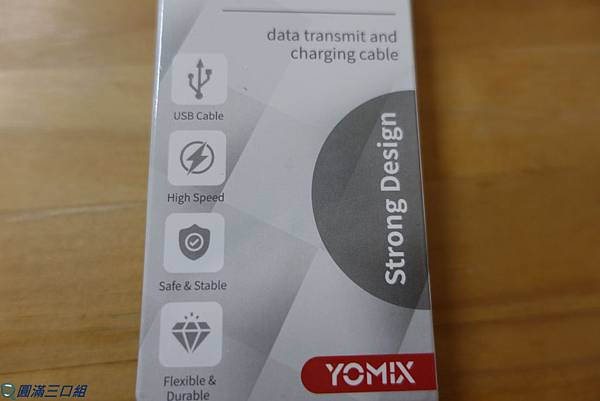 data transmit and
charging cable
USB Cable
High Speed
Safe & Stable
Flexible &
Durable
Strong Design
YOMIX
圓滿三口組